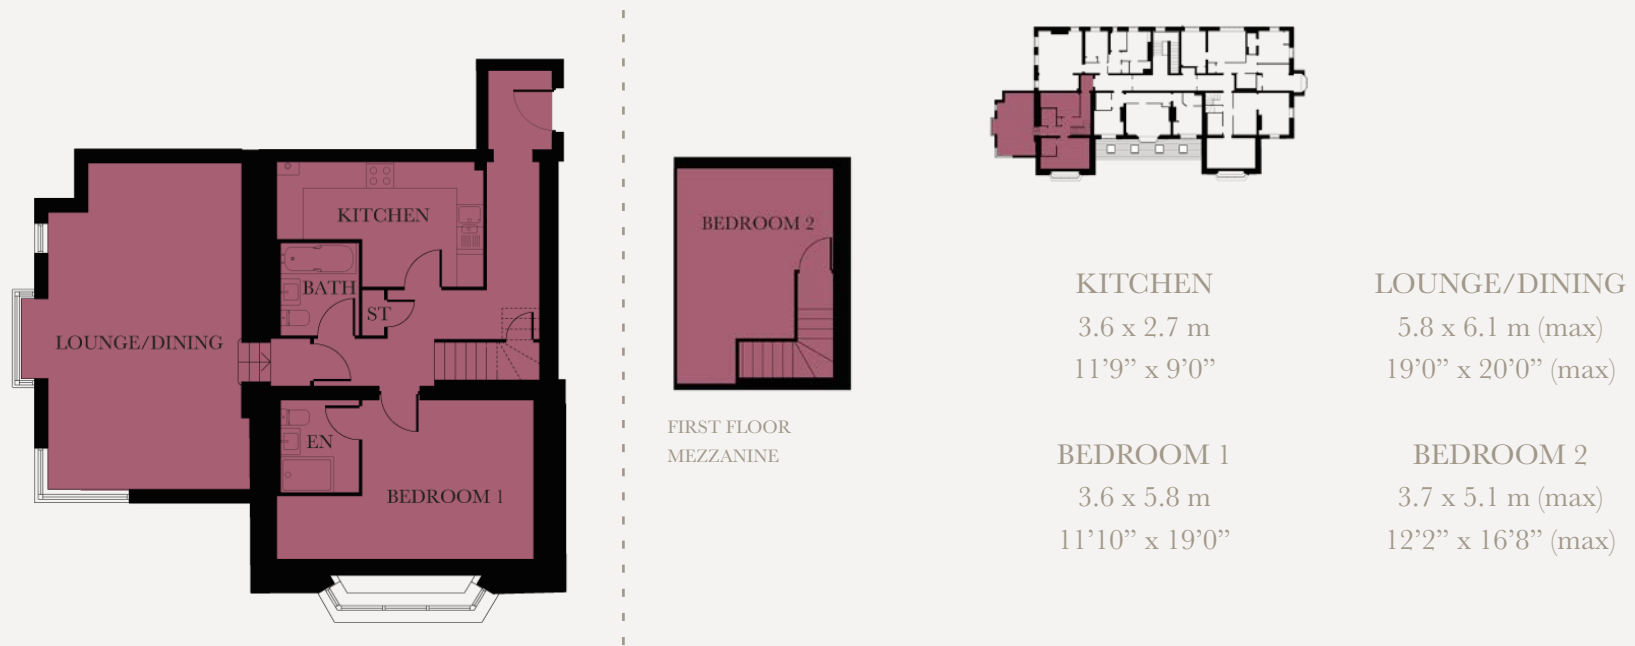 KITCHEN
BATH
ST
LOUNGE/DINING
EN
BEDROOM 1
BEDROOM 2
FIRST FLOOR
MEZZANINE
KITCHEN
3.6 x 2.7 m
11’9” x 9’0”
LOUNGE/DINING
5.8 x 6.1 m (max)
19’0” x 20’0” (max)
BEDROOM 1
3.6 x 5.8 m
11’10” x 19’0”
BEDROOM 2
3.7 x 5.1 m (max)
12’2” x 16’8” (max)